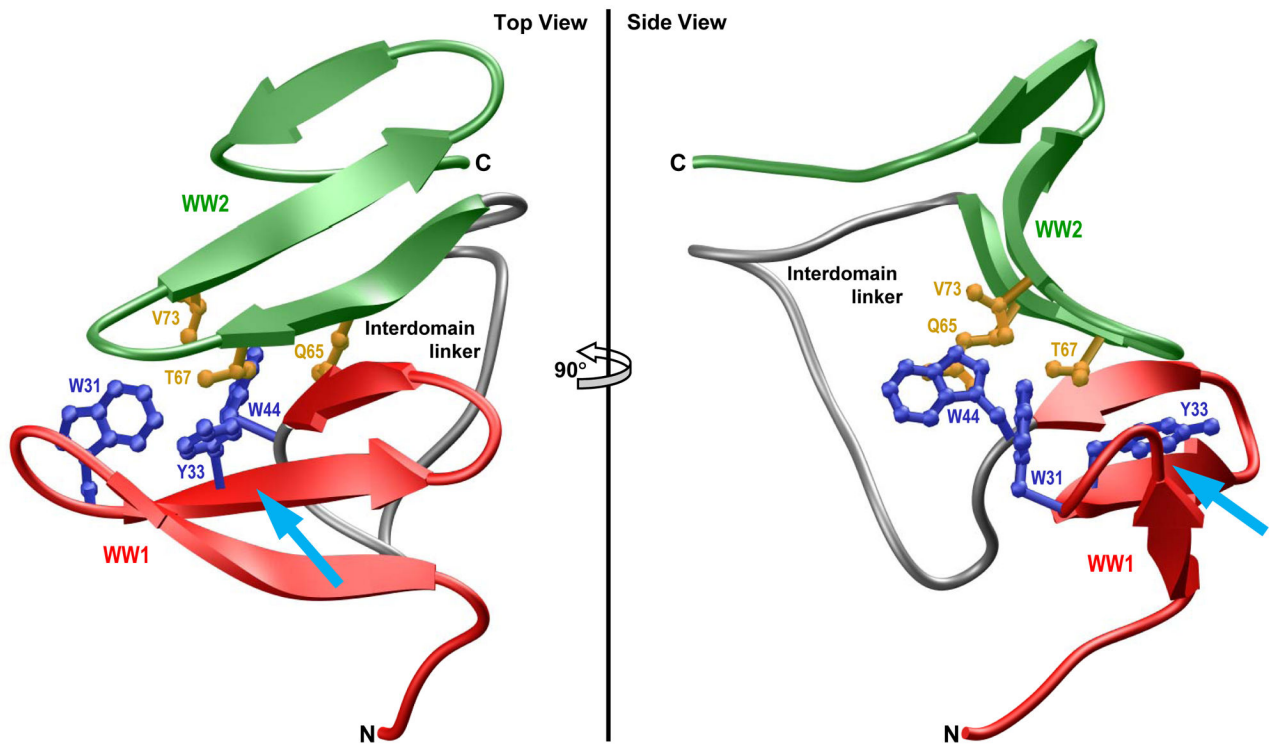 Top View
Side View
C
WW2
V73
Interdomain
linker
Q65
T67
W31
W44
Y33
WW1
N
90°
C
WW2
Interdomain
linker
V73
Q65
T67
W44
Y33
W31
WW1
N